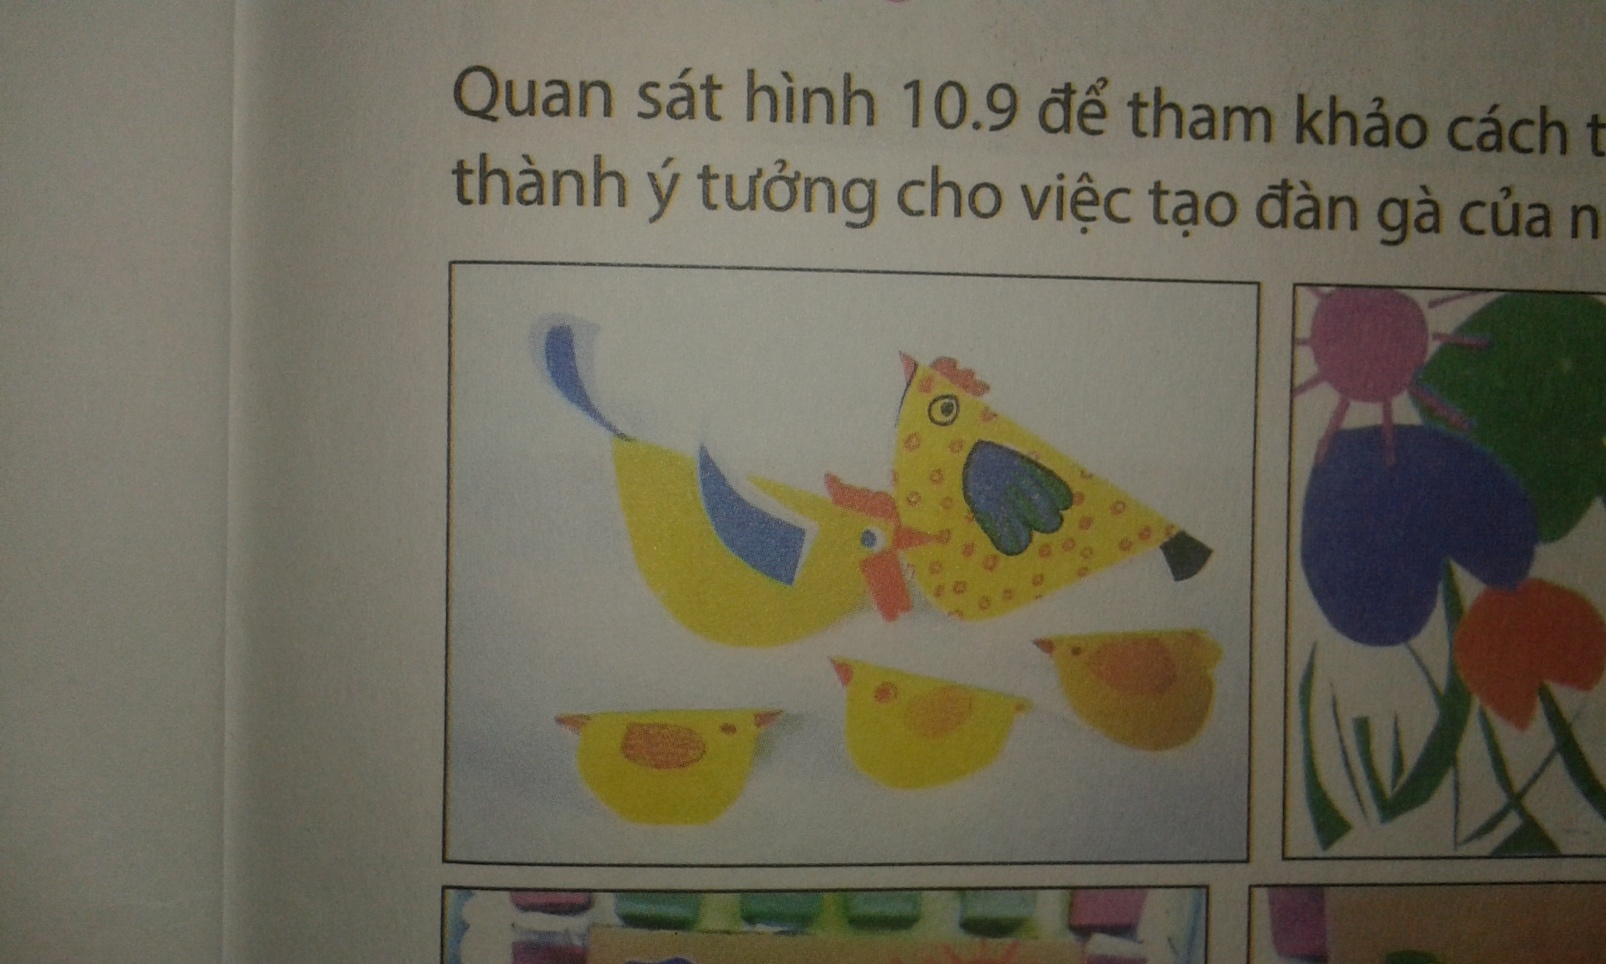 Quan sát hình 10.9 để tham khảo cách
thành ý tưởng cho việc tạo đàn gà của